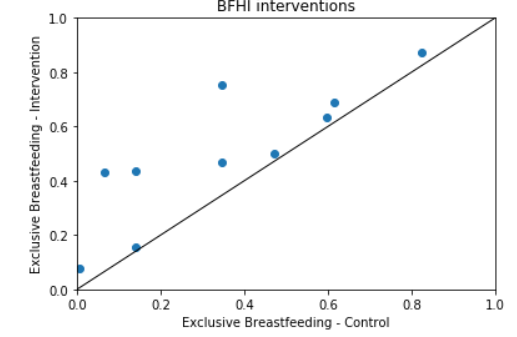 BFHI interventions
1.0
0.8
0.6
0.4
0.2
0.0
0.0 0.2 0.4 0.6 0.8 1.0
Exclusive Breastfeeding - Intervention
Exclusive Breastfeeding - Control